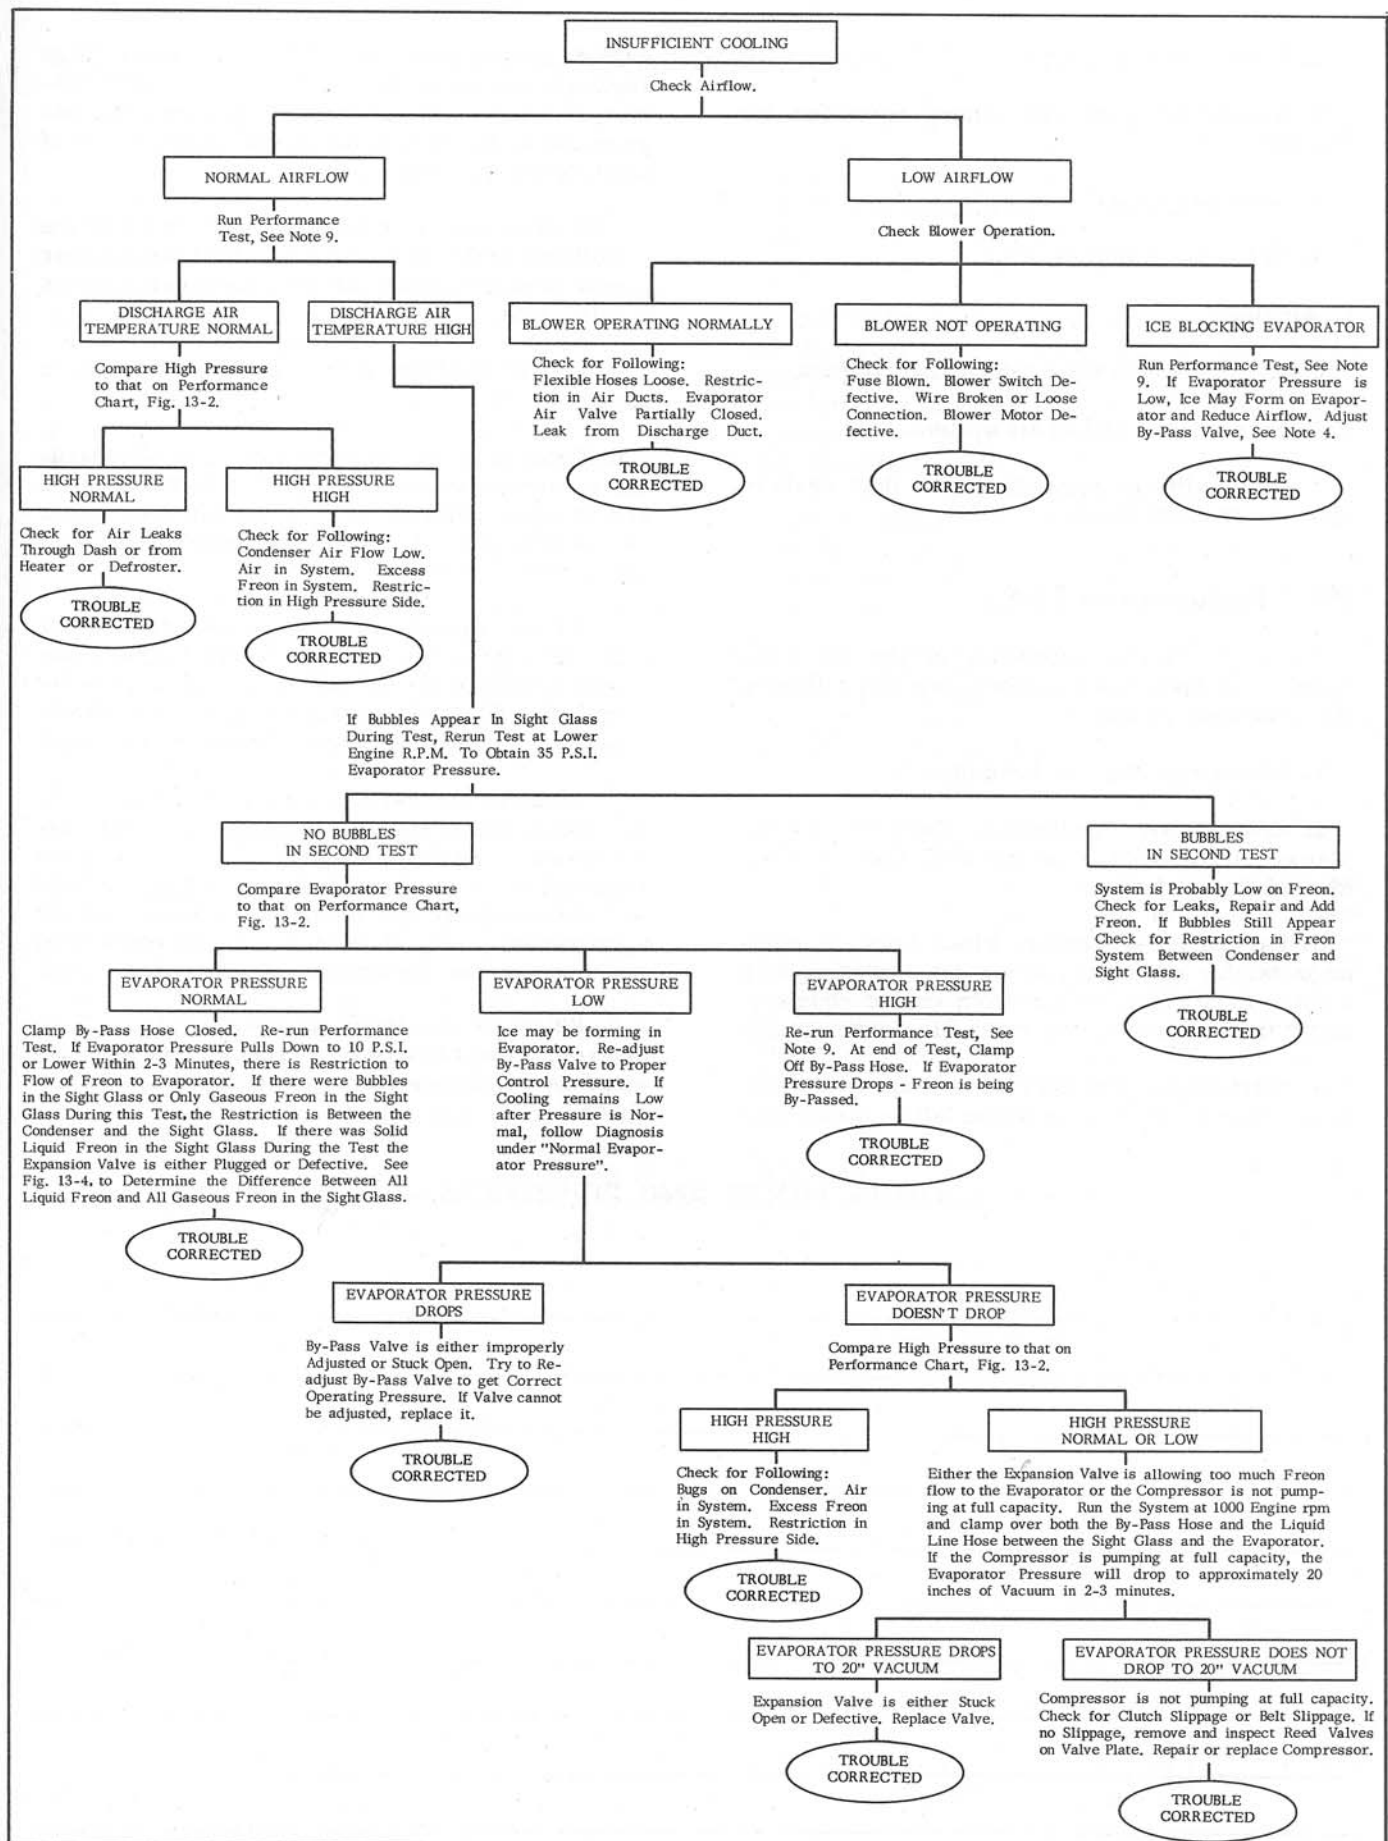 INSUFFICIENT COOLING
Check Airflow.
NORMAL AIRFLOW
Run Performance
Test, See Note 9.
DISCHARGE AIR
TEMPERATURE NORMAL
Compare High Pressure
to that on Performance
Chart, Fig. 13-2.
HIGH PRESSURE
NORMAL
Check for Air Leaks
Through Dash or from
Heater or Defroster.
TROUBLE
CORRECTED
HIGH PRESSURE
HIGH
Check for Following:
Condenser Air Flow Low.
Air in System. Excess
Freon in System. Restric-
tion in High Pressure Side.
TROUBLE
CORRECTED
DISCHARGE AIR
TEMPERATURE HIGH
LOW AIRFLOW
Check Blower Operation.
BLOWER OPERATING NORMALLY
Check for Following:
Flexible Hoses Loose. Restric-
tion in Air Ducts. Evaporator
Air Valve Partially Closed.
Leak from Discharge Duct.
TROUBLE
CORRECTED
BLOWER NOT OPERATING
Check for Following:
Fuse Blown. Blower Switch De-
fective. Wire Broken or Loose
Connection. Blower Motor De-
fective.
TROUBLE
CORRECTED
ICE BLOCKING EVAPORATOR
Run Performance Test, See Note
9. If Evaporator Pressure is
Low, Ice May Form on Evapor-
ator and Reduce Airflow. Adjust
By-Pass Valve, See Note 4.
TROUBLE
CORRECTED
If Bubbles Appear In Sight Glass
During Test, Rerun Test at Lower
Engine R.P.M. To Obtain 35 P.S.I.
Evaporator Pressure.
NO BUBBLES
IN SECOND TEST
Compare Evaporator Pressure
to that on Performance Chart,
Fig. 13-2.
BUBBLES
IN SECOND TEST
System is Probably Low on Freon.
Check for Leaks, Repair and Add
Freon. If Bubbles Still Appear
Check for Restriction in Freon
System Between Condenser and
Sight Glass.
TROUBLE
CORRECTED
EVAPORATOR PRESSURE
NORMAL
Clamp By-Pass Hose Closed. Re-run Performance
Test. If Evaporator Pressure Pulls Down to 10 P.S.I.
or Lower Within 2-3 Minutes, there is Restriction to
Flow of Freon to Evaporator. If there were Bubbles
in the Sight Glass or Only Gaseous Freon in the Sight
Glass During this Test, the Restriction is Between the
Condenser and the Sight Glass. If there was Solid
Liquid Freon in the Sight Glass During the Test the
Expansion Valve is either Plugged or Defective. See
Fig. 13-4, to Determine the Difference Between All
Liquid Freon and All Gaseous Freon in the Sight Glass.
TROUBLE
CORRECTED
EVAPORATOR PRESSURE
LOW
Ice may be forming in
Evaporator. Re-adjust
By-Pass Valve to Proper
Control Pressure. If
Cooling remains Low
after Pressure is Nor-
mal, follow Diagnosis
under "Normal Evapor-
ator Pressure".
EVAPORATOR PRESSURE
HIGH
Re-run Performance Test, See
Note 9. At end of Test, Clamp
Off By-Pass Hose. If Evaporator
Pressure Drops - Freon is being
By-Passed.
TROUBLE
CORRECTED
EVAPORATOR PRESSURE
DROPS
By-Pass Valve is either improperly
Adjusted or Stuck Open. Try to Re-
adjust By-Pass Valve to get Correct
Operating Pressure. If Valve cannot
be adjusted, replace it.
TROUBLE
CORRECTED
EVAPORATOR PRESSURE
DOESN'T DROP
Compare High Pressure to that on
Performance Chart, Fig. 13-2.
HIGH PRESSURE
HIGH
Check for Following:
Bugs on Condenser. Air
in System. Excess Freon
in System. Restriction in
High Pressure Side.
TROUBLE
CORRECTED
HIGH PRESSURE
NORMAL OR LOW
Either the Expansion Valve is allowing too much Freon
flow to the Evaporator or the Compressor is not pump-
ing at full capacity. Run the System at 1000 Engine rpm
and clamp over both the By-Pass Hose and the Liquid
Line Hose between the Sight Glass and the Evaporator.
If the Compressor is pumping at full capacity, the
Evaporator Pressure will drop to approximately 20
inches of Vacuum in 2-3 minutes.
EVAPORATOR PRESSURE DROPS
TO 20" VACUUM
Expansion Valve is either Stuck
Open or Defective. Replace Valve.
TROUBLE
CORRECTED
EVAPORATOR PRESSURE DOES NOT
DROP TO 20" VACUUM
Compressor is not pumping at full capacity.
Check for Clutch Slippage or Belt Slippage. If
no Slippage, remove and inspect Reed Valves
on Valve Plate. Repair or replace Compressor.
TROUBLE
CORRECTED